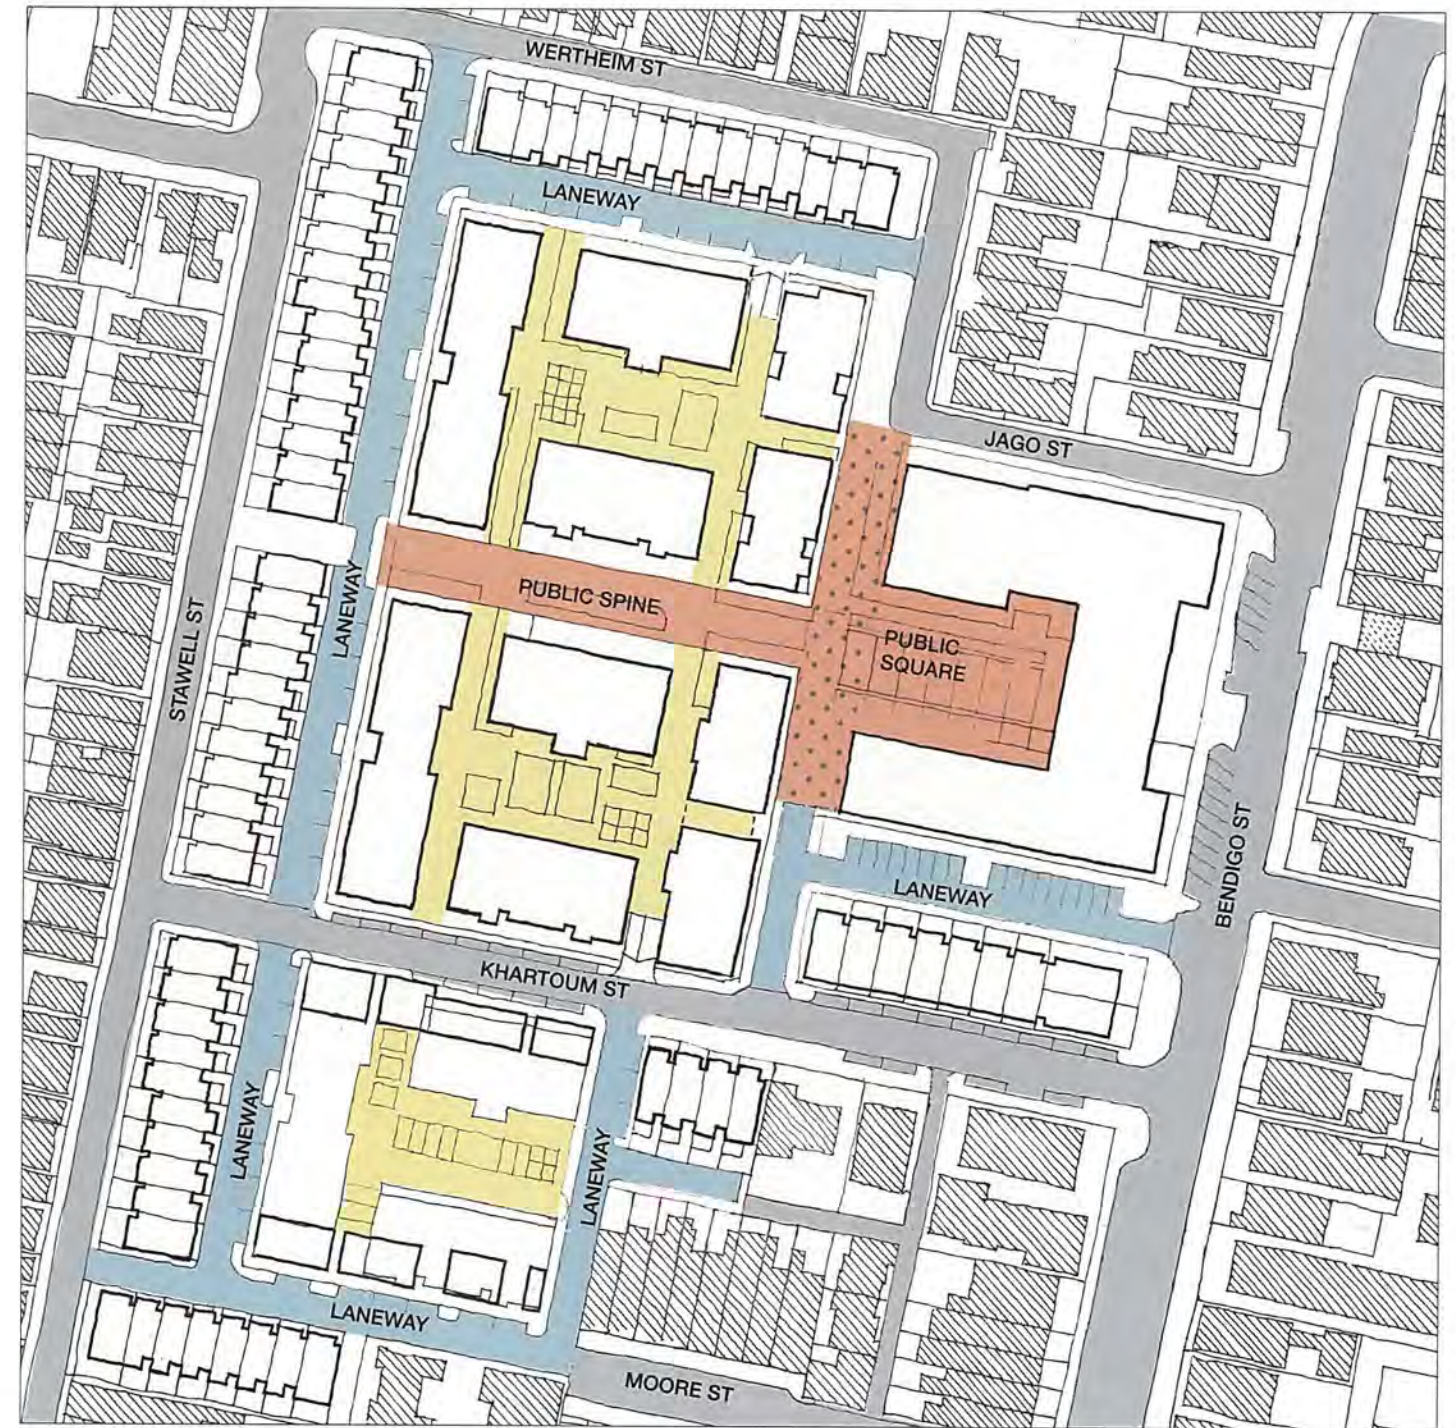 WERTHEIM ST
LANEWAY
JAGO ST
PUBLIC SPINE
LANEWAY
PUBLIC
SQUARE
STAWELL ST
LANEWAY
BENDIGO ST
KHARTOUM ST
LANEWAY
LANEWAY
LANEWAY
MOORE ST